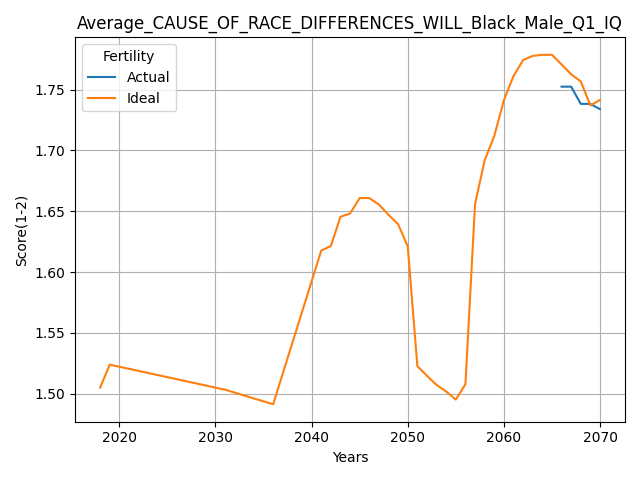 Average_CAUSE_OF_RACE_DIFFERENCES_WILL_Black_Male_Q1_IQ
Fertility
Actual
Ideal
1.75
1.70
1.65
1.60
1.55
1.50
Score(1-2)
2020 2030 2040 2050 2060 2070
Years